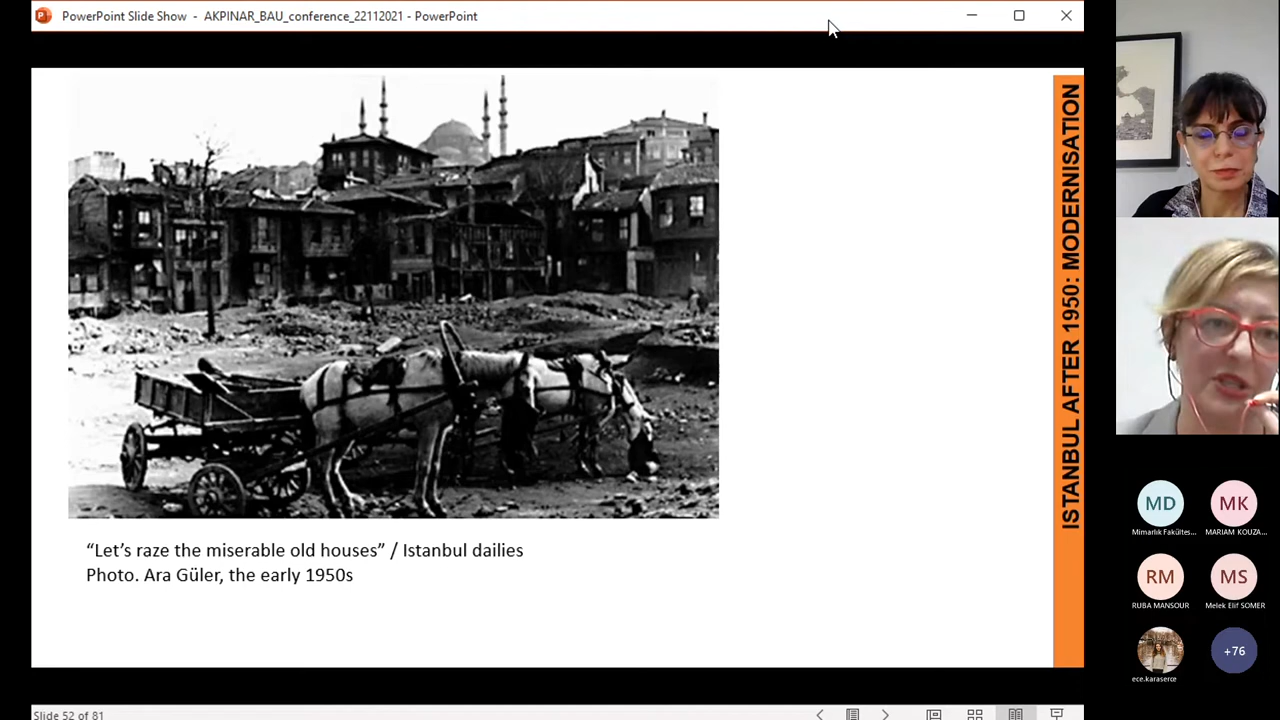 PowerPoint Slide Show - AKPINAR_BAU_conference_22112021 - PowerPoint
ISTANBUL AFTER 1950: MODERNISATION
“Let’s raze the miserable old houses” / Istanbul dailies
Photo. Ara Güler, the early 1950s
MD
Mimarlık Fakültes...
MK
MARIAM KOUZA...
RM
RUBA MANSOUR
MS
Melek Elif SOMER
ece.karaserce
+76
Slide 52 of 81